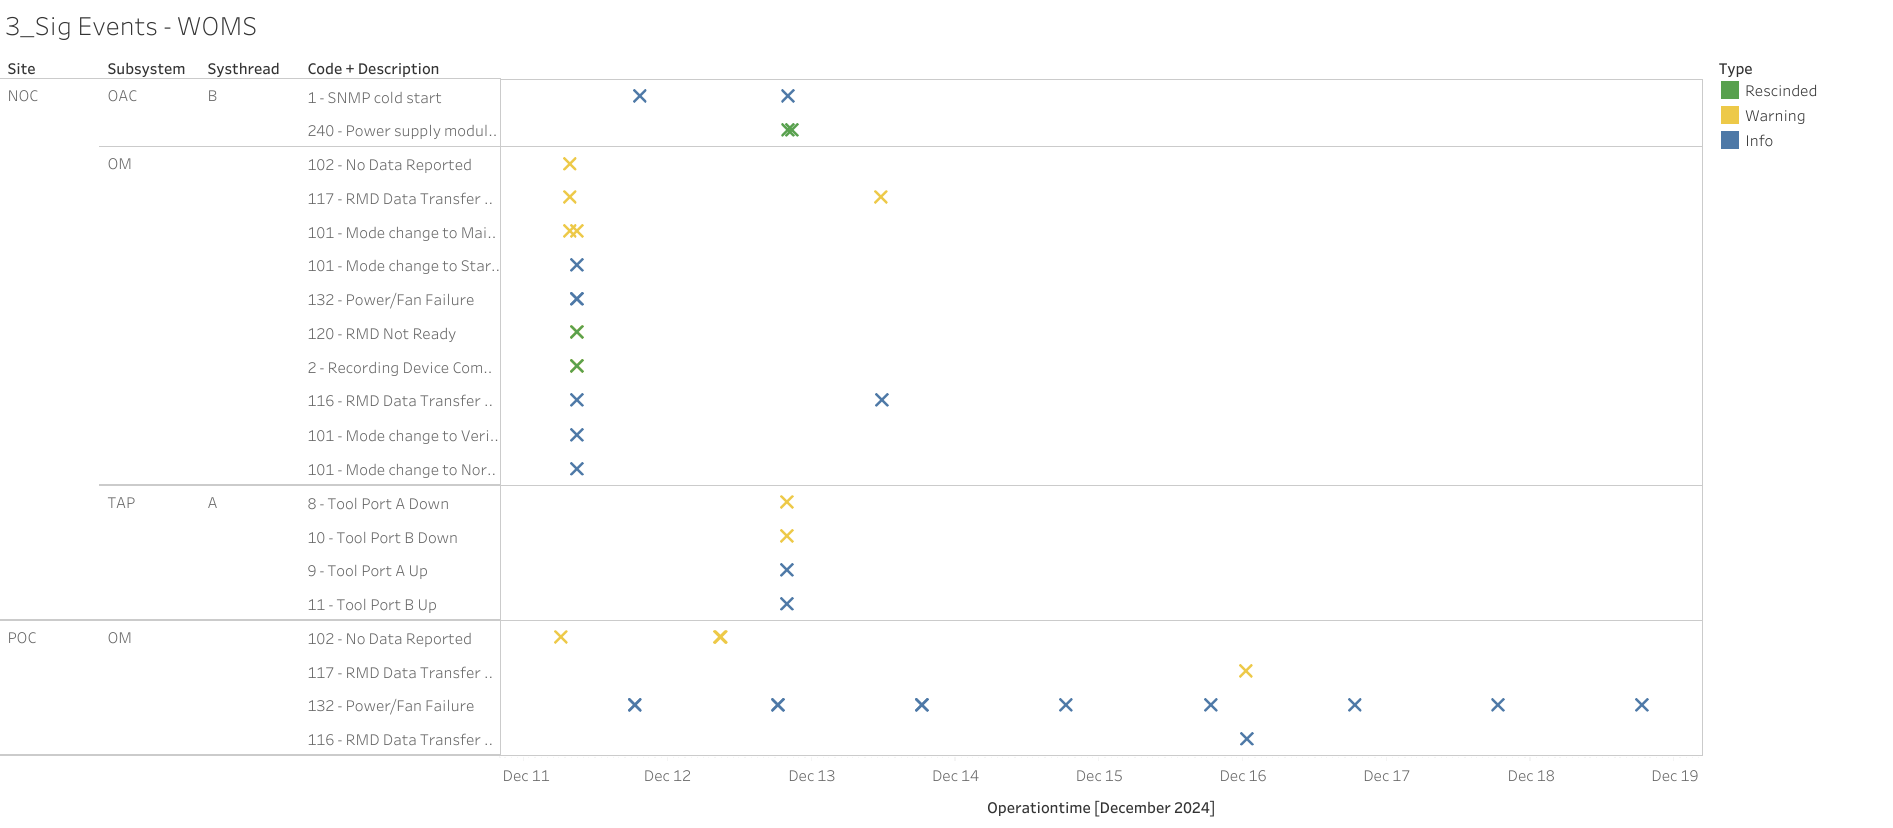 3_Sig Events - WOMS
Site Subsystem Systhread Code + Description
Type
NOC OAC B 1 - SNMP cold start
Rescinded
240 - Power supply modul..
Warning
Info
OM 102 - No Data Reported
117 - RMD Data Transfer ..
101 - Mode change to Mai..
101 - Mode change to Star..
132 - Power/Fan Failure
120 - RMD Not Ready
2 - Recording Device Com..
116 - RMD Data Transfer ..
101 - Mode change to Veri..
101 - Mode change to Nor..
TAP A 8 - Tool Port A Down
10 - Tool Port B Down
9 - Tool Port A Up
11 - Tool Port B Up
POC OM 102 - No Data Reported
117 - RMD Data Transfer ..
132 - Power/Fan Failure
116 - RMD Data Transfer ..
Dec 11 Dec 12 Dec 13 Dec 14 Dec 15 Dec 16 Dec 17 Dec 18 Dec 19
Operationtime [December 2024]